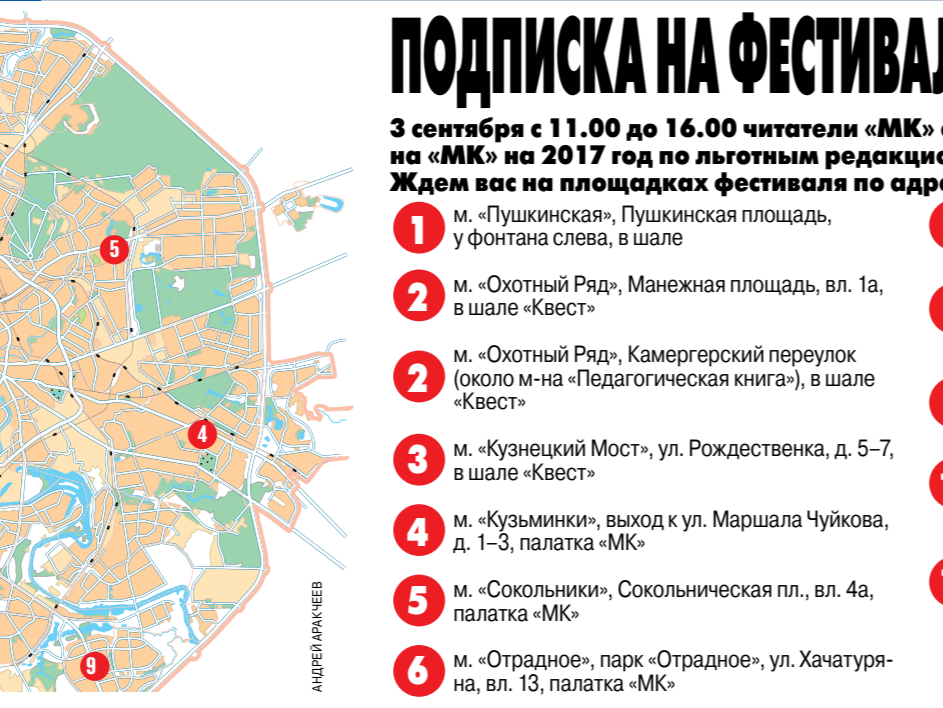 ПОДПИСКА НА ФЕСТИВАЛ
3 сентября с 11.00 до 16.00 читатели «МК»
на «МК» на 2017 год по льготным редакцио
Ждем вас на площадках фестиваля по адре
1 м. «Пушкинская», Пушкинская площадь,
у фонтана слева, в шале
2 м. «Охотный Ряд», Манежная площадь, вл. 1а,
в шале «Квест»
2 м. «Охотный Ряд», Камергерский переулок
(около м-на «Педагогическая книга»), в шале
«Квест»
3 м. «Кузнецкий Мост», ул. Рождественка, д. 5–7,
в шале «Квест»
4 м. «Кузьминки», выход к ул. Маршала Чуйкова,
д. 1–3, палатка «МК»
5 м. «Сокольники», Сокольническая пл., вл. 4а,
палатка «МК»
6 м. «Отрадное», парк «Отрадное», ул. Хачатуря-
на, вл. 13, палатка «МК»
5
4
9
АНДРЕЙ АРАКЧЕЕВ